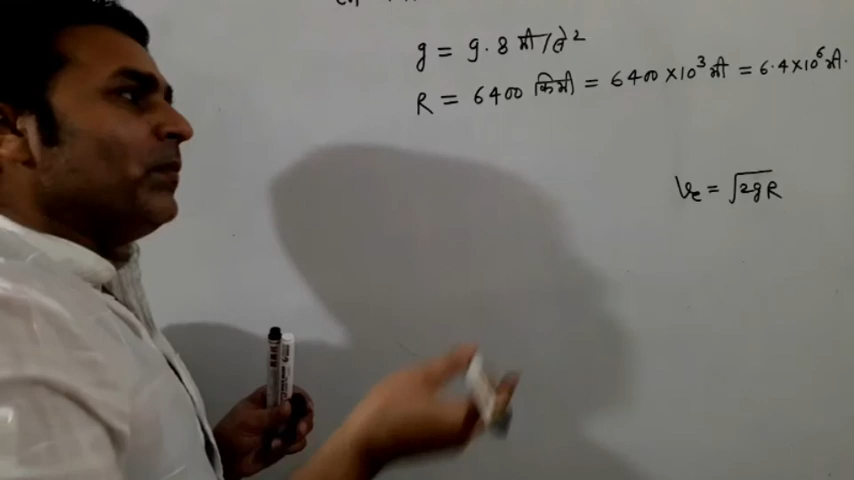 g = 9.8 मी/से²
R = 6400 किमी = 6400 × 10³ मी = 6.4 × 10⁶ मी.
Ve = √2gR